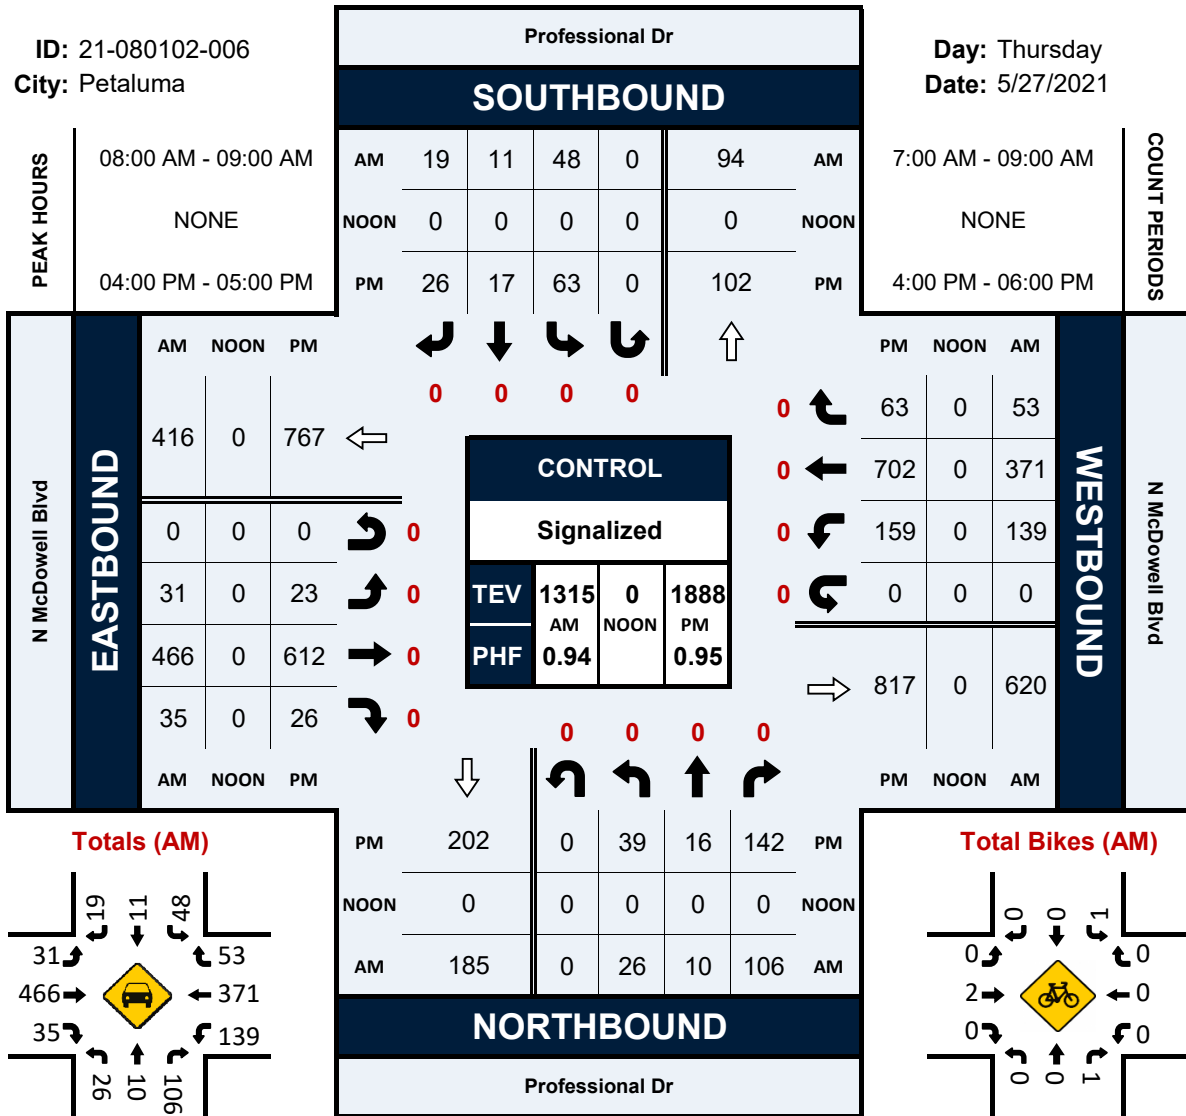 Professional Dr
ID: 21-080102-006
City: Petaluma
Day: Thursday
Date: 5/27/2021
SOUTHBOUND
PEAK HOURS
08:00 AM - 09:00 AM
NONE
04:00 PM - 05:00 PM
AM 19 11 48 0 94 AM
NOON 0 0 0 0 0 NOON
PM 26 17 63 0 102 PM
7:00 AM - 09:00 AM
NONE
4:00 PM - 06:00 PM
COUNT PERIODS
0 0 0 0
N McDowell Blvd
EASTBOUND
AM NOON PM
416 0 767
0 0 0 0
31 0 23 0
466 0 612 0
35 0 26 0
AM NOON PM
CONTROL
Signalized
TEV 1315 0 1888
AM NOON PM
PHF 0.94 0.95
PM NOON AM
0 63 0 53
0 702 0 371
0 159 0 139
0 0 0 0
817 0 620
PM NOON AM
WESTBOUND
N McDowell Blvd
0 0 0 0
PM 202 0 39 16 142 PM
NOON 0 0 0 0 0 NOON
AM 185 0 26 10 106 AM
NORTHBOUND
Professional Dr
Totals (AM)
19 11 48
31 53
466 371
35 139
26 10 106
Total Bikes (AM)
0 0 1
0 0
2 0
0 0
0 0 1